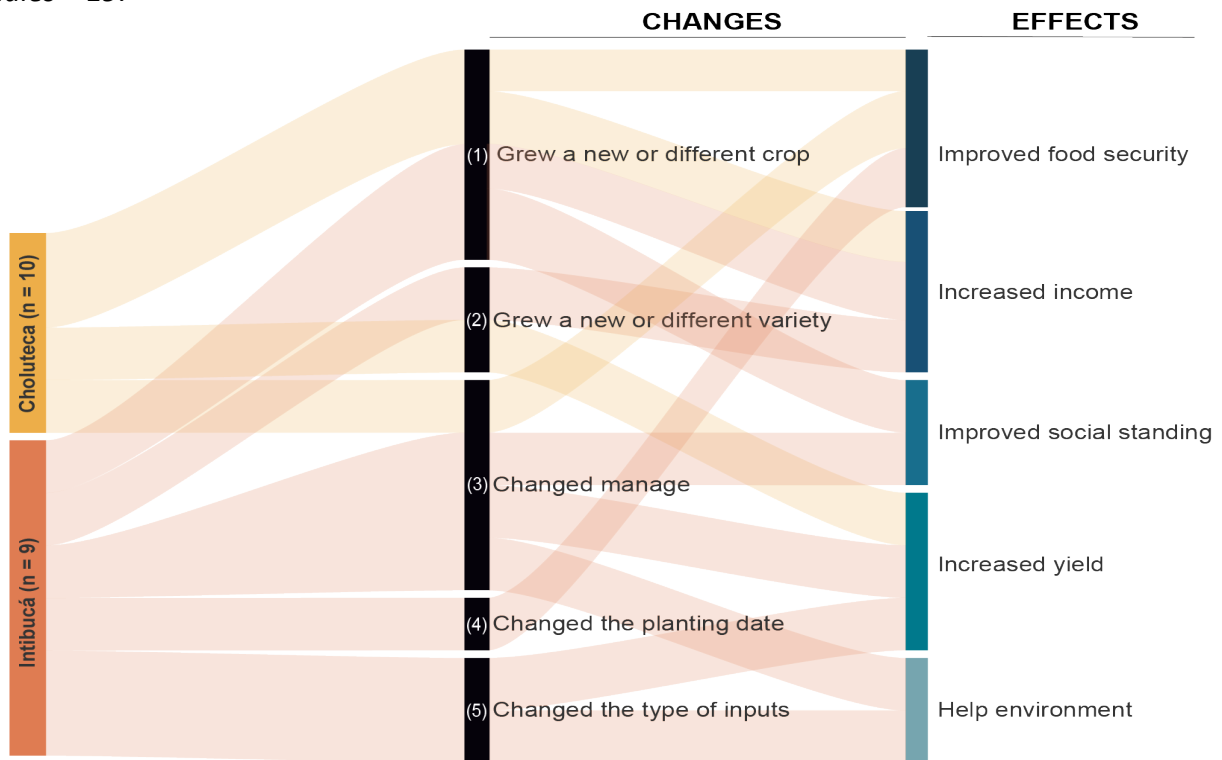 CHANGES
EFFECTS
Choluteca (n = 10)
Intibucá (n = 9)
(1) Grew a new or different crop
(2) Grew a new or different variety
(3) Changed manage
(4) Changed the planting date
(5) Changed the type of inputs
Improved food security
Increased income
Improved social standing
Increased yield
Help environment